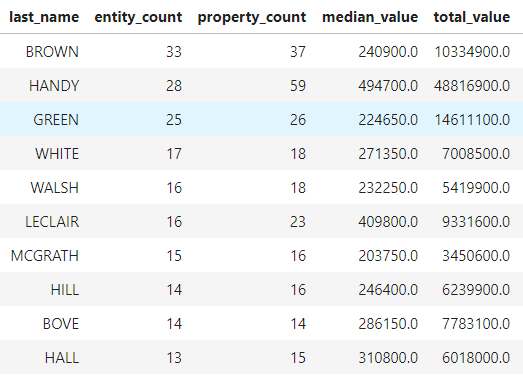 last_name entity_count property_count median_value total_value
BROWN 33 37 240900.0 10334900.0
HANDY 28 59 494700.0 48816900.0
GREEN 25 26 224650.0 14611100.0
WHITE 17 18 271350.0 7008500.0
WALSH 16 18 232250.0 5419900.0
LECLAIR 16 23 409800.0 9331600.0
MCGRATH 15 16 203750.0 3450600.0
HILL 14 16 246400.0 6239900.0
BOVE 14 14 286150.0 7783100.0
HALL 13 15 310800.0 6018000.0